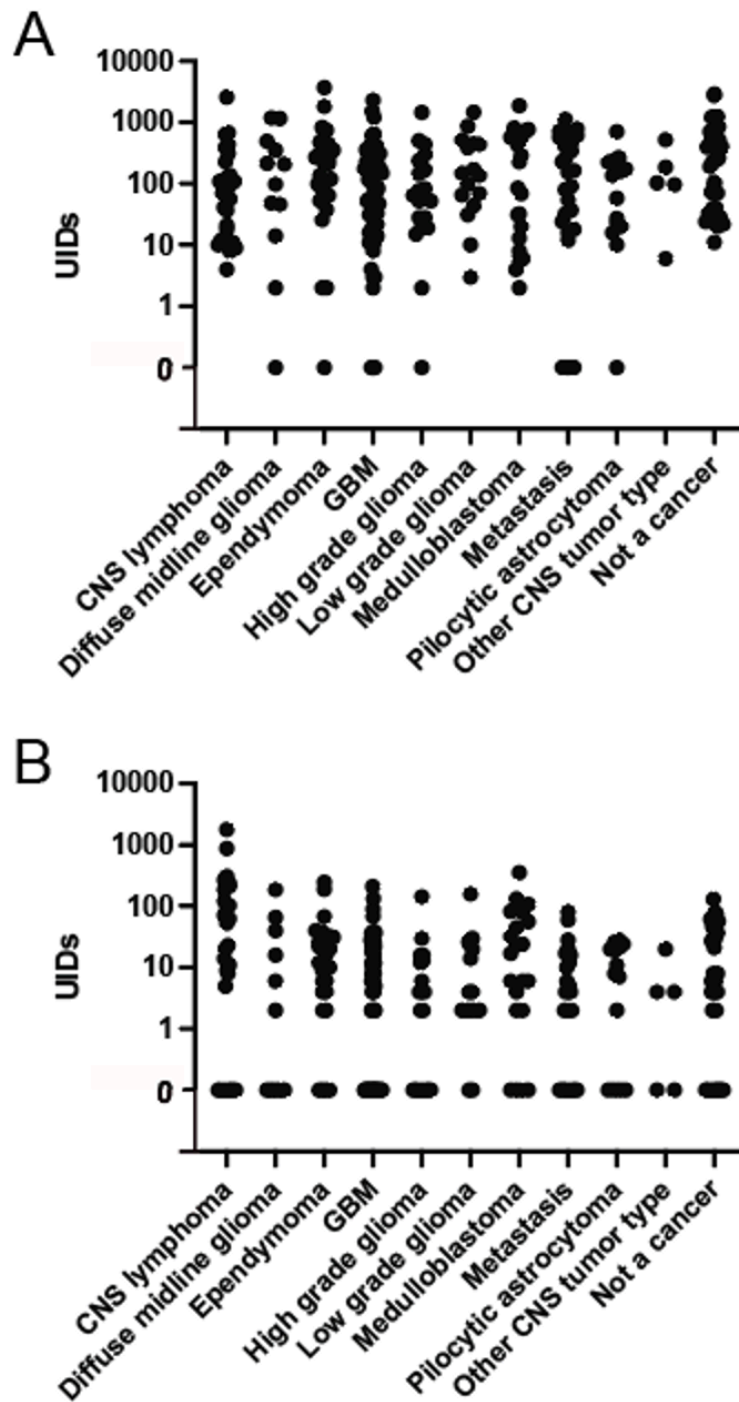 A
10000
1000
100
10
1
0
UIDs
CNS lymphoma
Diffuse midline glioma
Ependymoma
GBM
High grade glioma
Low grade glioma
Medulloblastoma
Metastasis
Pilocytic astrocytoma
Other CNS tumor type
Not a cancer
B
10000
1000
100
10
1
0
UIDs
CNS lymphoma
Diffuse midline glioma
Ependymoma
GBM
High grade glioma
Low grade glioma
Medulloblastoma
Metastasis
Pilocytic astrocytoma
Other CNS tumor type
Not a cancer